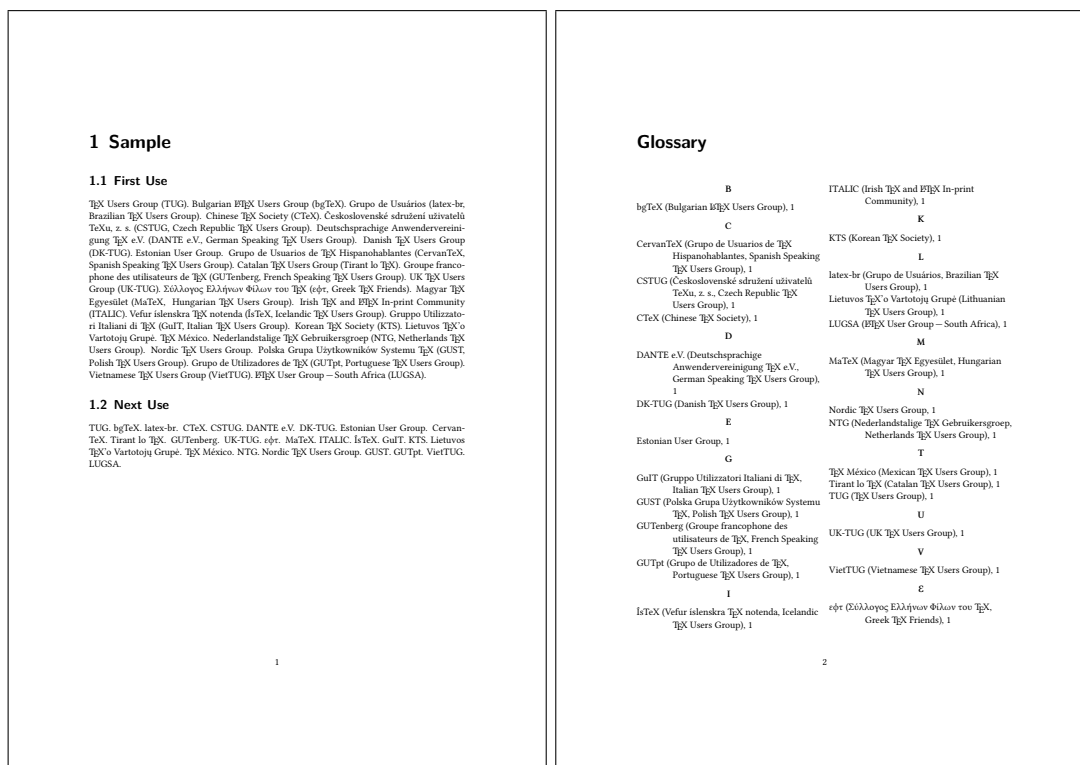 1 Sample
1.1 First Use
TEX Users Group (TUG). Bulgarian LATEX Users Group (bgTeX). Grupo de Usuários (latex-br,
Brazilian TEX Users Group). Chinese TEX Society (CTeX). Československé sdružení uživatelů
TeXu, z. s. (CSTUG, Czech Republic TEX Users Group). Deutschsprachige Anwendervereini-
gung TEX e.V. (DANTE e.V., German Speaking TEX Users Group). Danish TEX Users Group
(DK-TUG). Estonian User Group. Grupo de Usuarios de TEX Hispanohablantes (CervanTeX,
Spanish Speaking TEX Users Group). Catalan TEX Users Group (Tirant lo TEX). Groupe franco-
phone des utilisateurs de TEX (GUTenberg, French Speaking TEX Users Group). UK TEX Users
Group (UK-TUG). Σύλλογος Ελλήνων Φίλων του TEX (εφτ, Greek TEX Friends). Magyar TEX
Egyesület (MaTeX, Hungarian TEX Users Group). Irish TEX and LATEX In-print Community
(ITALIC). Vefur íslenskra TEX notenda (ÍsTeX, Icelandic TEX Users Group). Gruppo Utilizzato-
ri Italiani di TEX (GuIT, Italian TEX Users Group). Korean TEX Society (KTS). Lietuvos TEX'o
Vartotojų Grupė. TEX México. Nederlandstalige TEX Gebruikersgroep (NTG, Netherlands TEX
Users Group). Nordic TEX Users Group. Polska Grupa Użytkowników Systemu TEX (GUST,
Polish TEX Users Group). Grupo de Utilizadores de TEX (GUTpt, Portuguese TEX Users Group).
Vietnamese TEX Users Group (VietTUG). LATEX User Group – South Africa (LUGSA).
1.2 Next Use
TUG. bgTeX. latex-br. CTeX. CSTUG. DANTE e.V. DK-TUG. Estonian User Group. Cervan-
TeX. Tirant lo TEX. GUTenberg. UK-TUG. εφτ. MaTeX. ITALIC. ÍsTeX. GuIT. KTS. Lietuvos
TEX'o Vartotojų Grupė. TEX México. NTG. Nordic TEX Users Group. GUST. GUTpt. VietTUG.
LUGSA.
1
Glossary
B
bgTeX (Bulgarian LATEX Users Group), 1
C
CervanTeX (Grupo de Usuarios de TEX
Hispanohablantes, Spanish Speaking
TEX Users Group), 1
CSTUG (Československé sdružení uživatelů
TeXu, z. s., Czech Republic TEX
Users Group), 1
CTeX (Chinese TEX Society), 1
D
DANTE e.V. (Deutschsprachige
Anwendervereinigung TEX e.V.,
German Speaking TEX Users Group),
1
DK-TUG (Danish TEX Users Group), 1
E
Estonian User Group, 1
G
GuIT (Gruppo Utilizzatori Italiani di TEX,
Italian TEX Users Group), 1
GUST (Polska Grupa Użytkowników Systemu
TEX, Polish TEX Users Group), 1
GUTenberg (Groupe francophone des
utilisateurs de TEX, French Speaking
TEX Users Group), 1
GUTpt (Grupo de Utilizadores de TEX,
Portuguese TEX Users Group), 1
I
ÍsTeX (Vefur íslenskra TEX notenda, Icelandic
TEX Users Group), 1
ITALIC (Irish TEX and LATEX In-print
Community), 1
K
KTS (Korean TEX Society), 1
L
latex-br (Grupo de Usuários, Brazilian TEX
Users Group), 1
Lietuvos TEX'o Vartotojų Grupė (Lithuanian
TEX Users Group), 1
LUGSA (LATEX User Group – South Africa), 1
M
MaTeX (Magyar TEX Egyesület, Hungarian
TEX Users Group), 1
N
Nordic TEX Users Group, 1
NTG (Nederlandstalige TEX Gebruikersgroep,
Netherlands TEX Users Group), 1
T
TEX México (Mexican TEX Users Group), 1
Tirant lo TEX (Catalan TEX Users Group), 1
TUG (TEX Users Group), 1
U
UK-TUG (UK TEX Users Group), 1
V
VietTUG (Vietnamese TEX Users Group), 1
Ε
εφτ (Σύλλογος Ελλήνων Φίλων του TEX,
Greek TEX Friends), 1
2